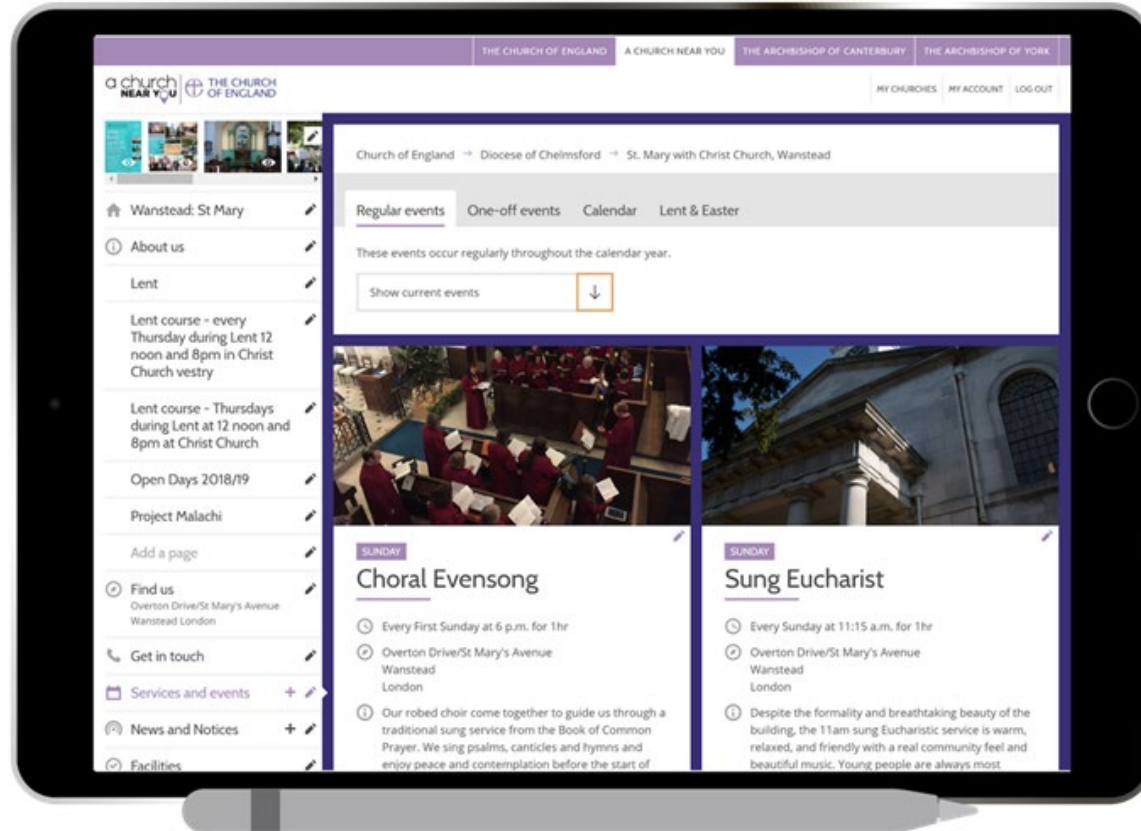 THE CHURCH OF ENGLAND
A CHURCH NEAR YOU
THE ARCHBISHOP OF CANTERBURY
THE ARCHBISHOP OF YORK
a church
NEAR YOU
THE CHURCH
OF ENGLAND
MY CHURCHES
MY ACCOUNT
LOG OUT
Wanstead: St Mary
About us
Lent
Lent course - every
Thursday during Lent 12
noon and 8pm in Christ
Church vestry
Lent course - Thursdays
during Lent at 12 noon and
8pm at Christ Church
Open Days 2018/19
Project Malachi
Add a page
Find us
Overton Drive/St Mary's Avenue
Wanstead London
Get in touch
Services and events
News and Notices
Facilities
Church of England → Diocese of Chelmsford → St. Mary with Christ Church, Wanstead
Regular events
One-off events
Calendar
Lent & Easter
These events occur regularly throughout the calendar year.
Show current events
SUNDAY
Choral Evensong
Every First Sunday at 6 p.m. for 1hr
Overton Drive/St Mary's Avenue
Wanstead
London
Our robed choir come together to guide us through a
traditional sung service from the Book of Common
Prayer. We sing psalms, canticles and hymns and
enjoy peace and contemplation before the start of
SUNDAY
Sung Eucharist
Every Sunday at 11:15 a.m. for 1hr
Overton Drive/St Mary's Avenue
Wanstead
London
Despite the formality and breathtaking beauty of the
building, the 11am sung Eucharistic service is warm,
relaxed, and friendly with a real community feel and
beautiful music. Young people are always most